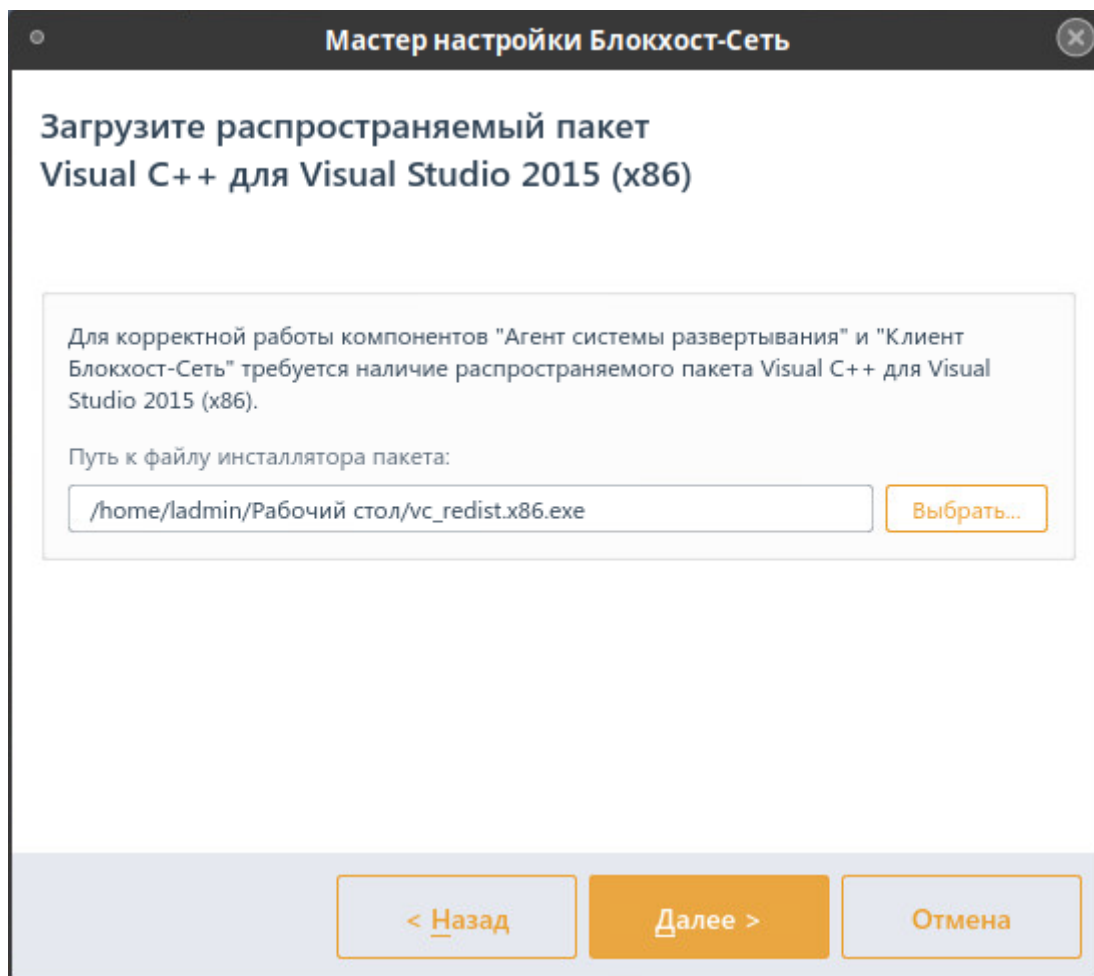 Мастер настройки Блокхост-Сеть
Загрузите распространяемый пакет
Visual C++ для Visual Studio 2015 (x86)
Для корректной работы компонентов "Агент системы развертывания" и "Клиент
Блокхост-Сеть" требуется наличие распространяемого пакета Visual C++ для Visual
Studio 2015 (x86).
Путь к файлу инсталлятора пакета:
/home/ladmin/Рабочий стол/vc_redist.x86.exe
Выбрать...
< Назад
Далее >
Отмена